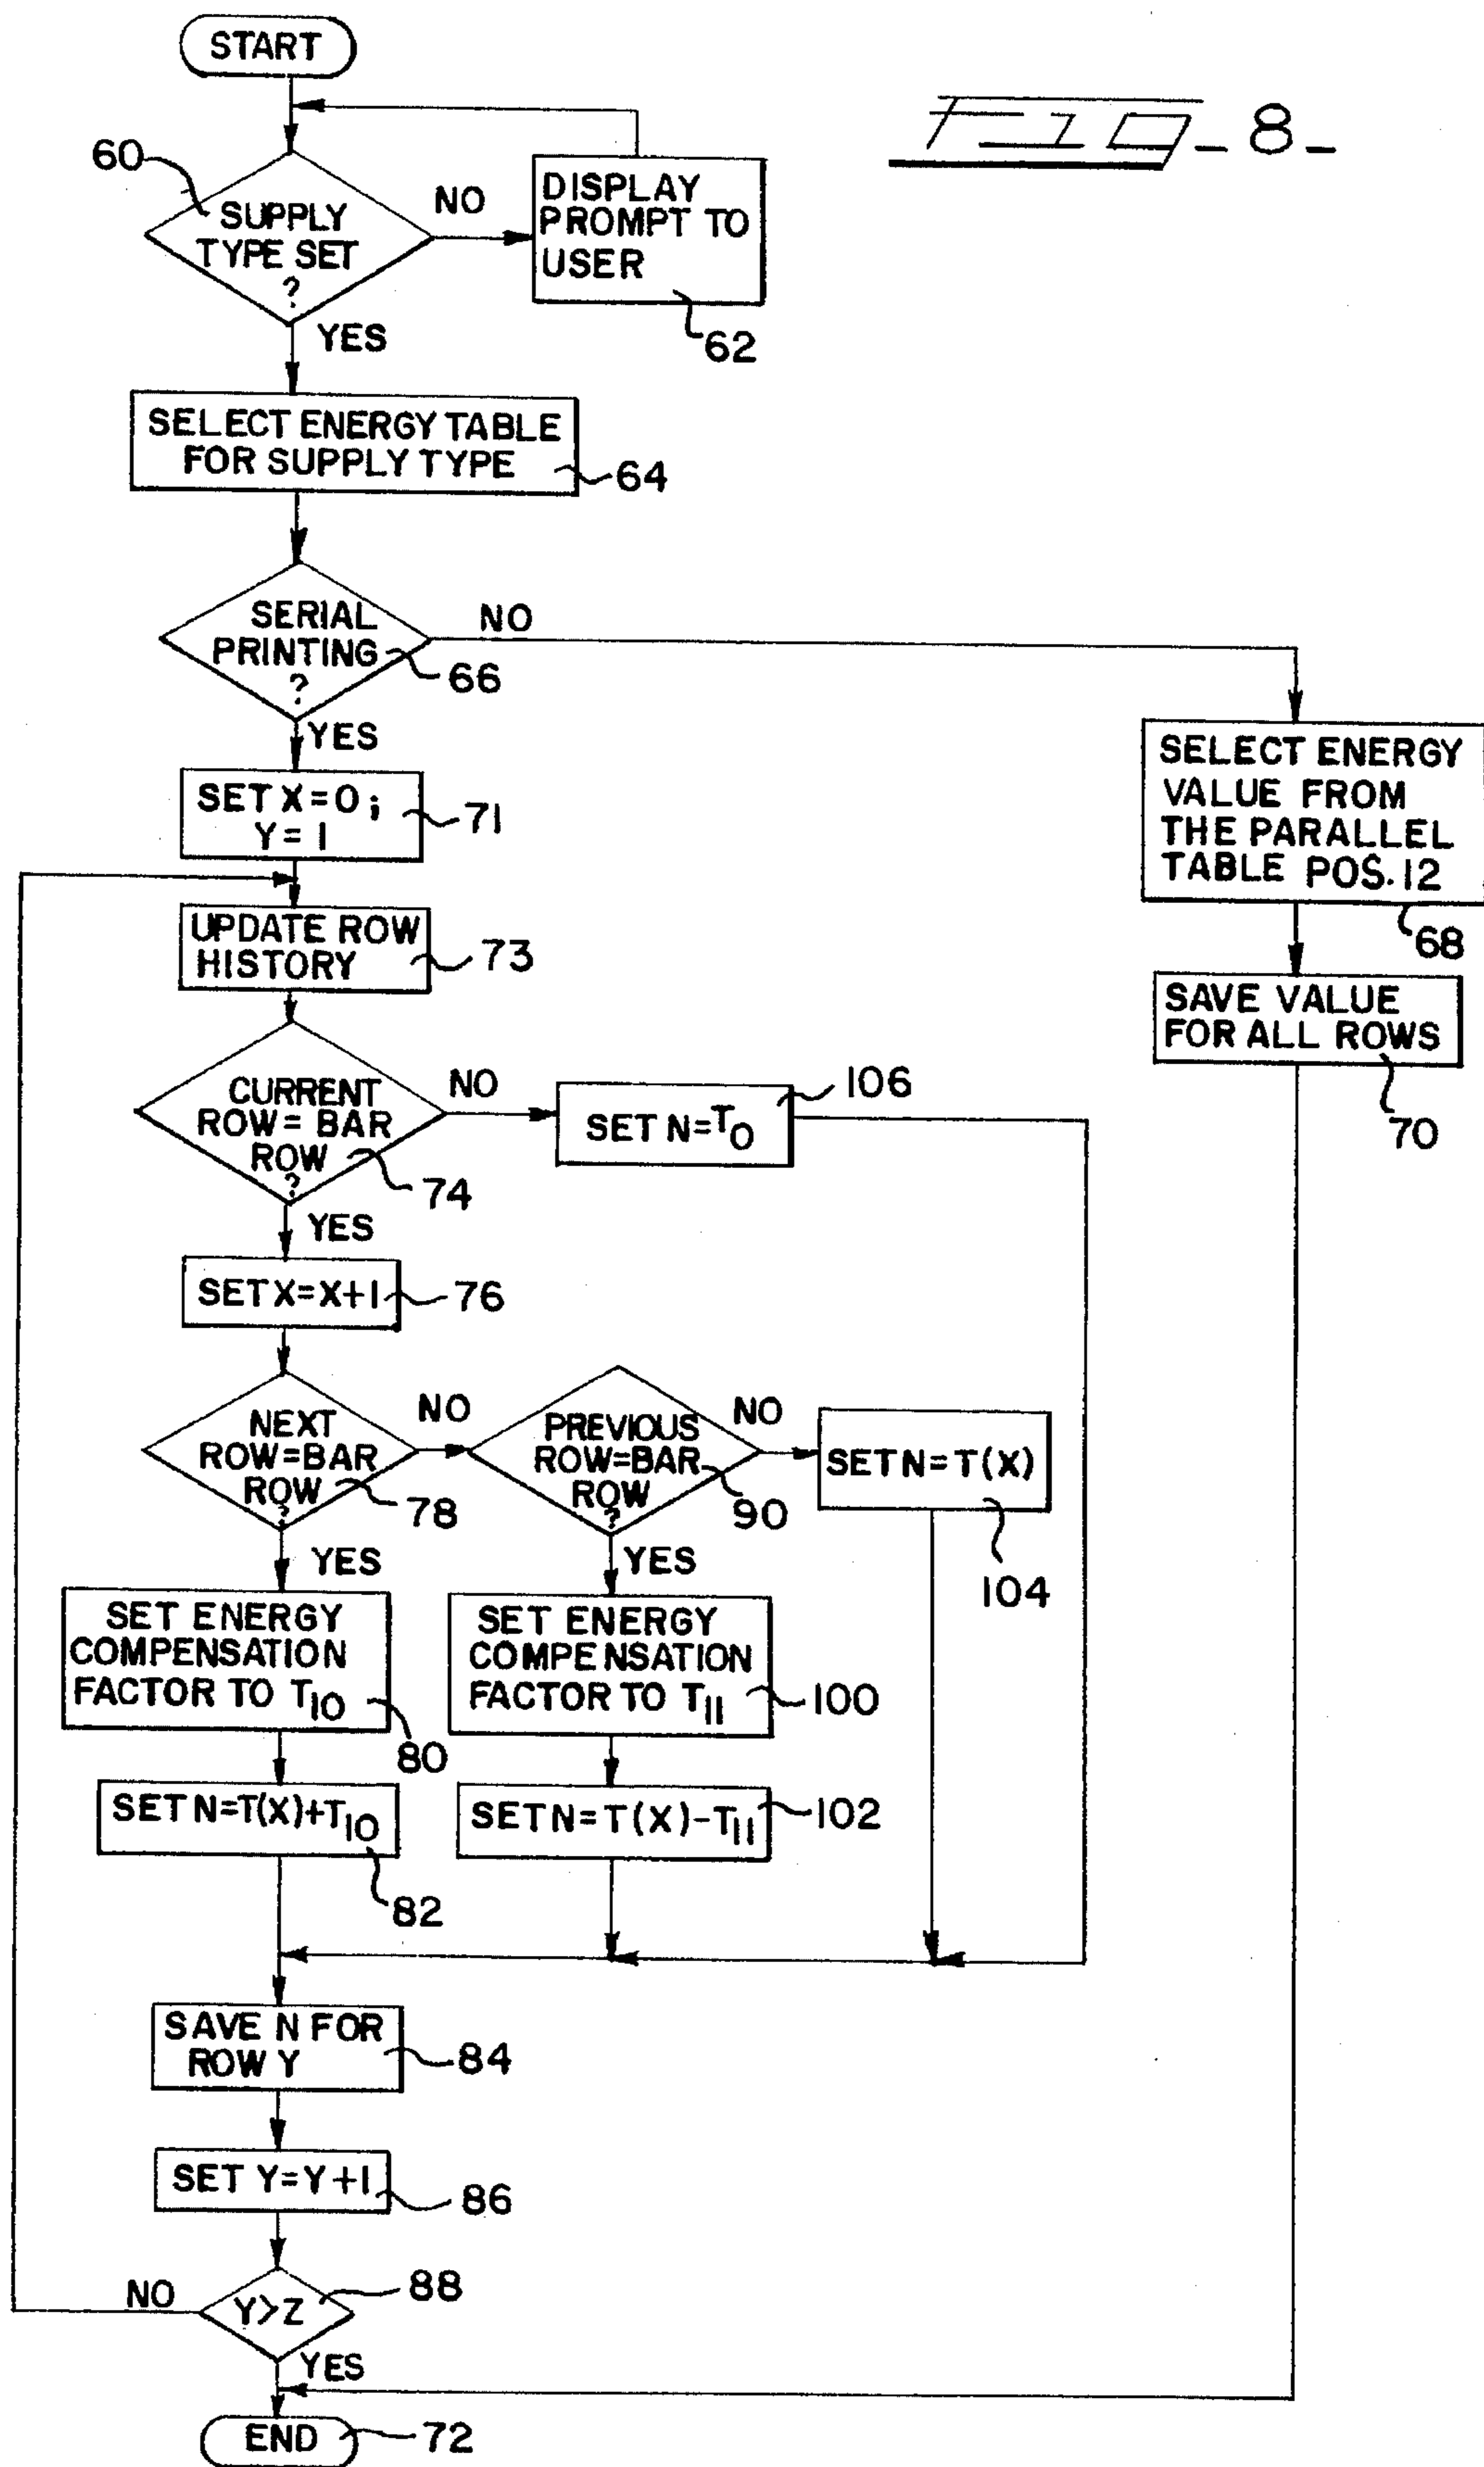 START
Fig-8-
60
SUPPLY
TYPE SET
?
NO
DISPLAY
PROMPT TO
USER
62
YES
SELECT ENERGY TABLE
FOR SUPPLY TYPE
64
SERIAL
PRINTING
?
66
NO
YES
SELECT ENERGY
VALUE FROM
THE PARALLEL
TABLE POS. 12
68
SET X=0;
Y=1
71
UPDATE ROW
HISTORY
73
SAVE VALUE
FOR ALL ROWS
70
CURRENT
ROW=BAR
ROW
?
74
NO
SET N=T0
106
YES
SET X=X+1
76
NEXT
ROW=BAR
ROW
?
78
NO
PREVIOUS
ROW=BAR
ROW
?
90
NO
SET N=T(X)
104
YES
YES
SET ENERGY
COMPENSATION
FACTOR TO T10
80
SET ENERGY
COMPENSATION
FACTOR TO T11
100
SET N=T(X)+T10
82
SET N=T(X)-T11
102
SAVE N FOR
ROW Y
84
SET Y=Y+1
86
Y>Z
88
NO
YES
END
72